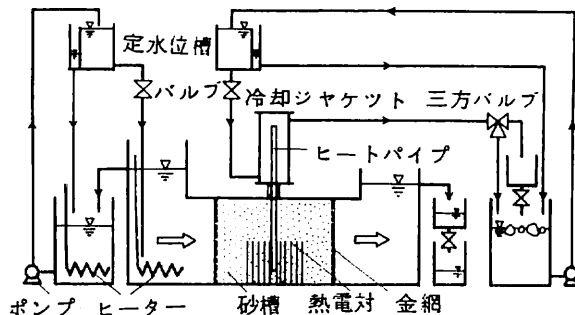 定水位槽
バルブ
冷却ジャケット 三方バルブ
ヒートパイプ
ポンプ ヒーター 砂槽 熱電対 金網